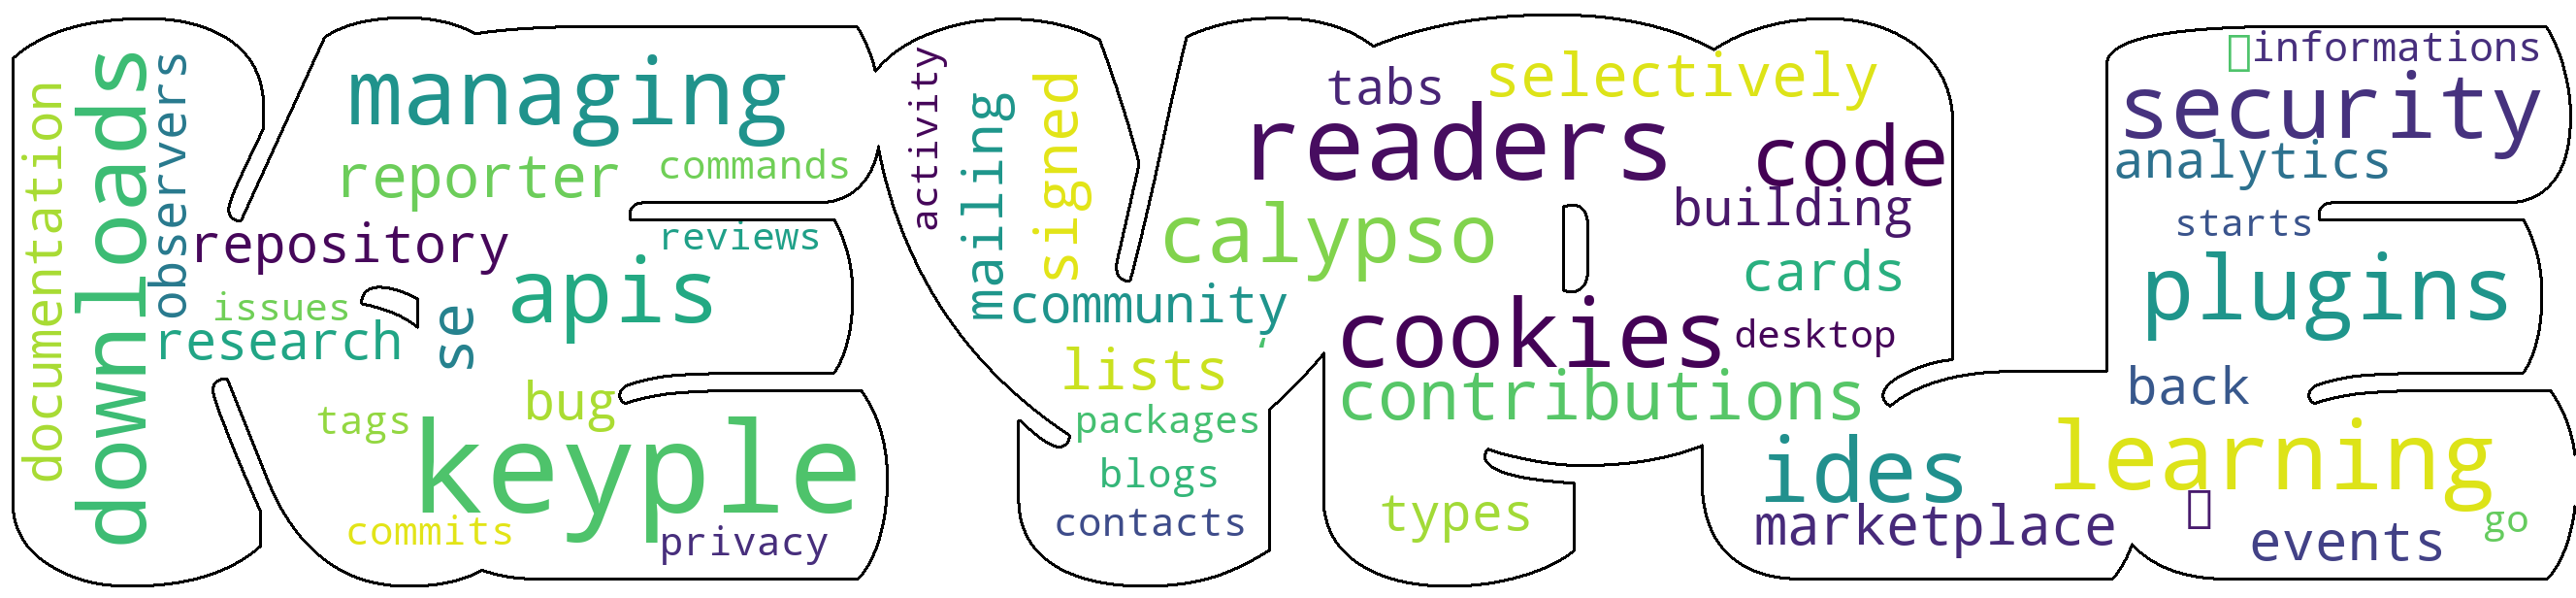 documentation
downloads
observers
managing
reporter
commands
repository
reviews
issues
research
se
apis
tags
bug
keyple
commits
privacy
activity
mailing
signed
community
,
lists
packages
blogs
contacts
tabs
selectively
readers
code
calypso
building
cards
cookies
desktop
contributions
types
ides
marketplace
informations
security
analytics
starts
plugins
back
learning
events
go